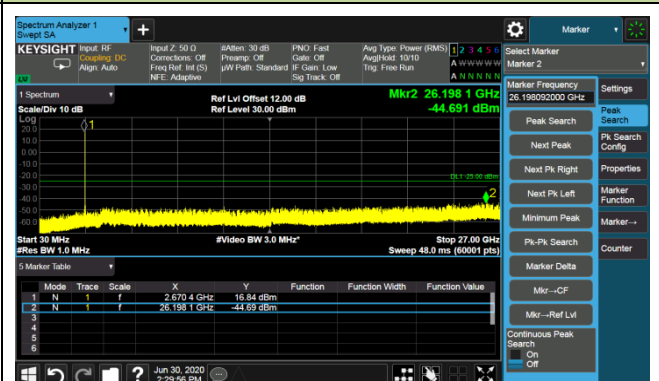 Spectrum Analyzer 1
Swept SA
Marker
KEYSIGHT
Input: RF
Coupling: DC
Align: Auto
Input Z: 50 Ω
Corrections: Off
Freq Ref: Int (S)
NFE: Adaptive
#Atten: 30 dB
Preamp: Off
µW Path: Standard
PNO: Fast
Gate: Off
IF Gain: Low
Sig Track: Off
Avg Type: Power (RMS)
Avg|Hold: 10/10
Trig: Free Run
1 2 3 4 5 6
A W W W W W
A N N N N N
LXI
Select Marker
Marker 2
1 Spectrum
Scale/Div 10 dB
Ref Lvl Offset 12.00 dB
Ref Level 30.00 dBm
Mkr2 26.198 1 GHz
-44.691 dBm
Log
20.0
10.0
0.00
-10.0
-20.0
-30.0
-40.0
-50.0
-60.0
1
DL1 -25.00 dBm
2
Start 30 MHz
#Res BW 1.0 MHz
#Video BW 3.0 MHz*
Stop 27.00 GHz
Sweep 48.0 ms (60001 pts)
5 Marker Table
Mode Trace Scale X Y Function Function Width Function Value
1 N 1 f 2.670 4 GHz 16.84 dBm
2 N 1 f 26.198 1 GHz -44.69 dBm
3
4
5
6
Marker Frequency
26.198092000 GHz
Peak Search
Next Peak
Next Pk Right
Next Pk Left
Minimum Peak
Pk-Pk Search
Marker Delta
Mkr→CF
Mkr→Ref Lvl
Continuous Peak
Search
On
Off
Settings
Peak
Search
Pk Search
Config
Properties
Marker
Function
Marker→
Counter
Jun 30, 2020
2:29:56 PM